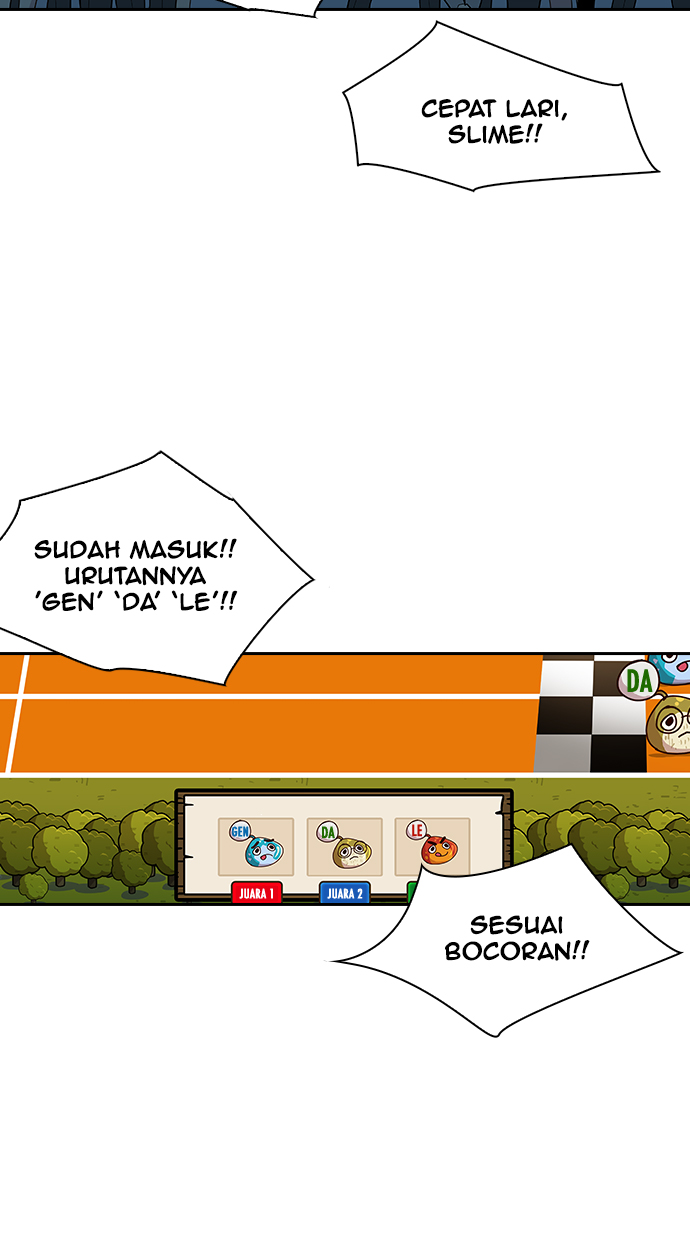 CEPAT LARI,
SLIME!!
SUDAH MASUK!!
URUTANNYA
'GEN' 'DA' 'LE'!!
DA
GEN
DA
LE
JUARA 1
JUARA 2
SESUAI
BOCORAN!!